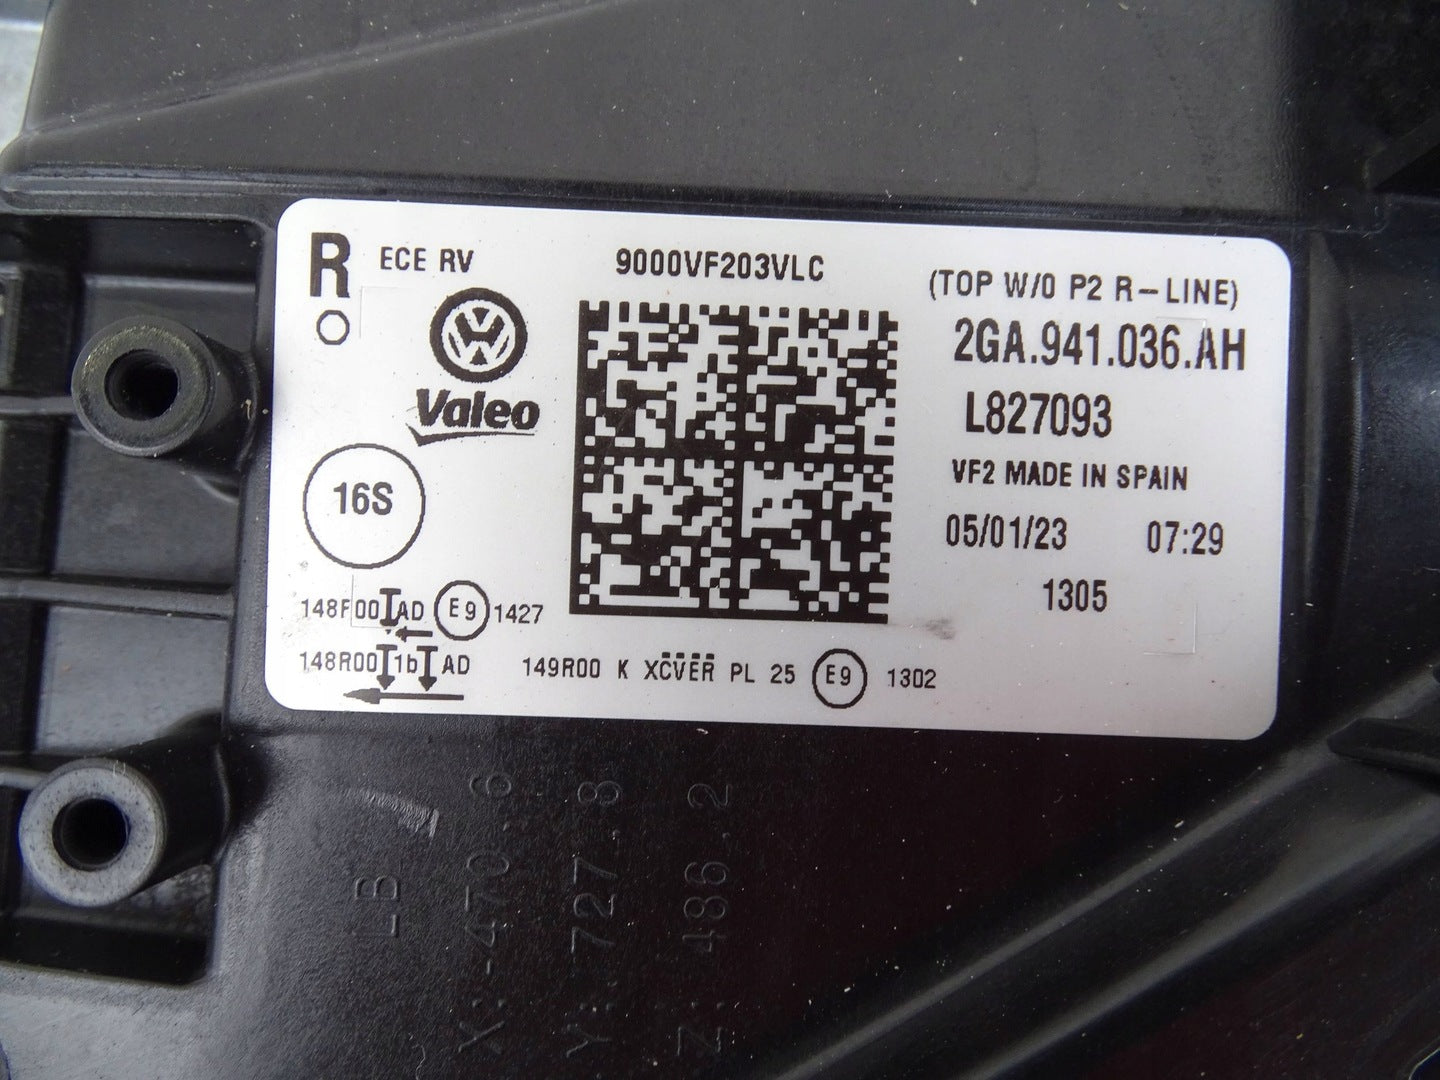 R ECE RV
9000VF203VLC
(TOP W/O P2 R-LINE)
2GA.941.036.AH
Valeo
L827093
VF2 MADE IN SPAIN
16S
05/01/23 07:29
1305
148F00 AD E9 1427
148R00 1b AD
149R00 K XCVER PL 25 E9 1302
LB
X:-470.6
Y:-727.8
Z: 486.2